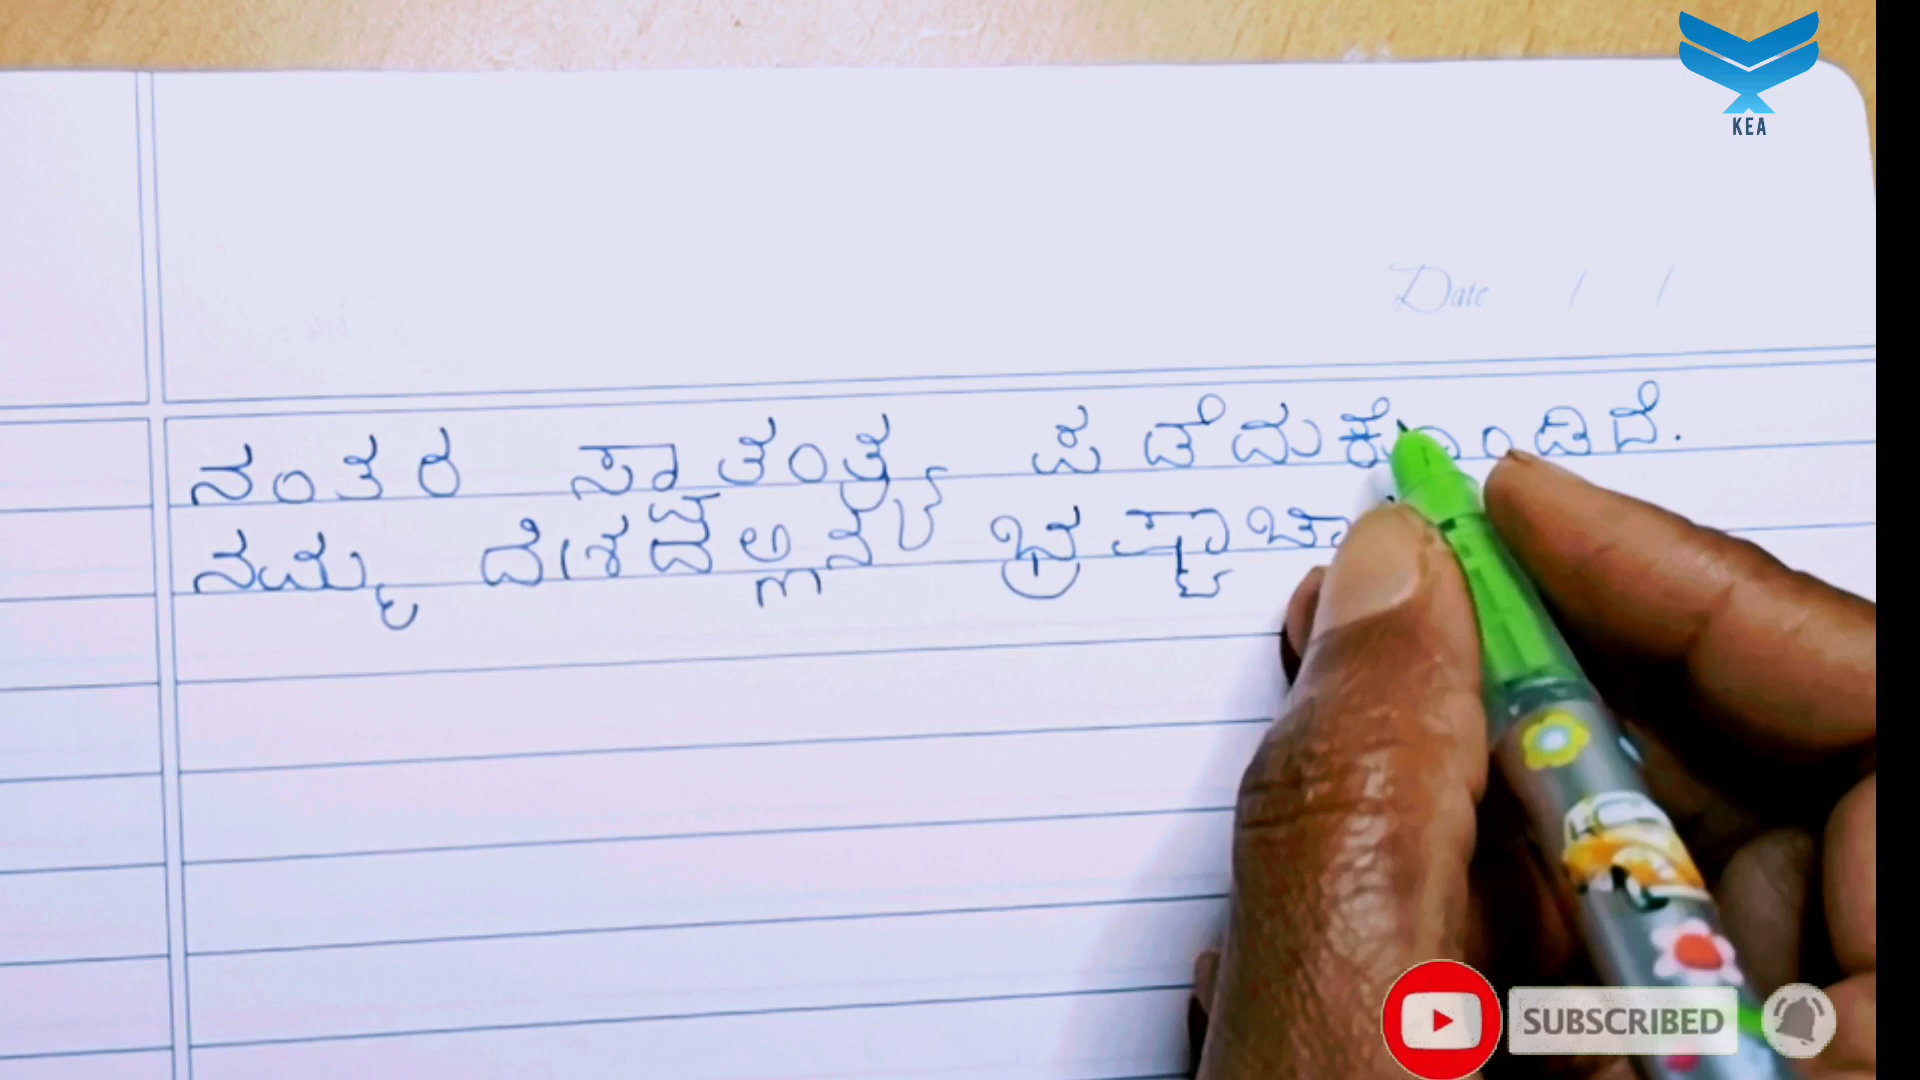 KEA
Date / /
ನಂತರ ಸ್ವಾತಂತ್ರ್ಯ ಪಡೆದುಕೊಂಡಿದೆ.
ನಮ್ಮ ದೇಶದಲ್ಲಿನ
SUBSCRIBED